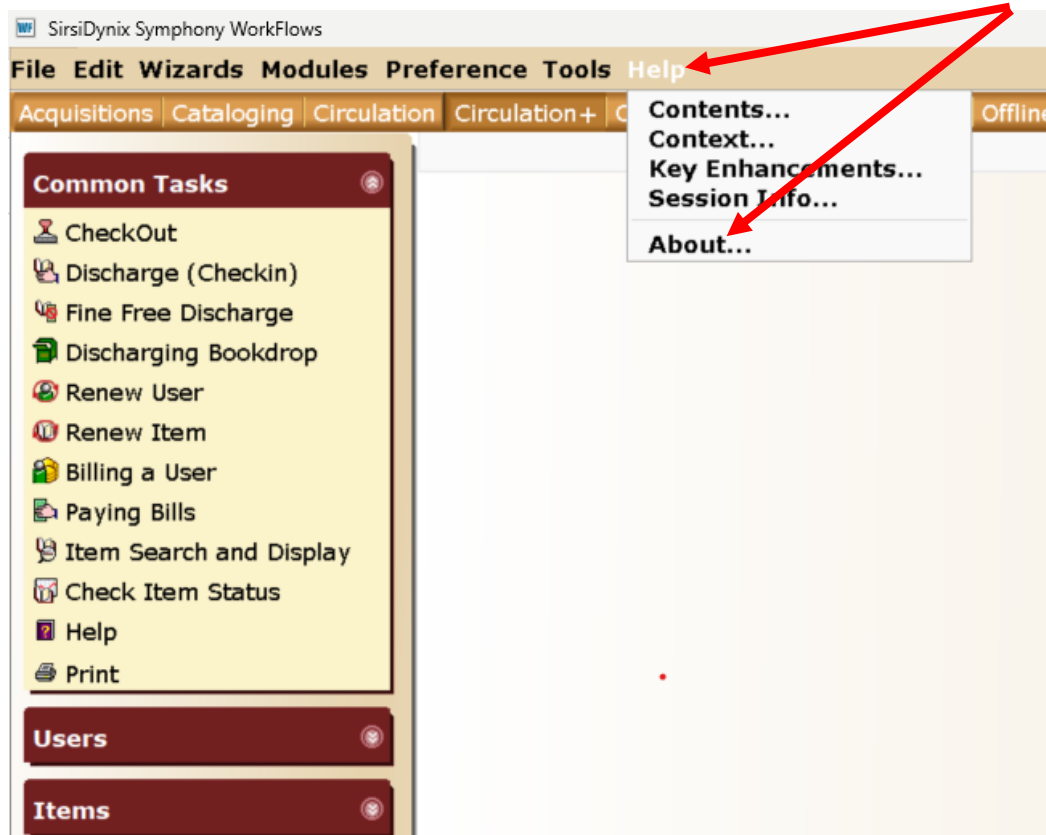 WF SirsiDynix Symphony WorkFlows
File Edit Wizards Modules Preference Tools Help
Acquisitions Cataloging Circulation Circulation+ C Offline
Contents...
Context...
Key Enhancements...
Session Info...
About...
Common Tasks
CheckOut
Discharge (Checkin)
Fine Free Discharge
Discharging Bookdrop
Renew User
Renew Item
Billing a User
Paying Bills
Item Search and Display
Check Item Status
Help
Print
Users
Items